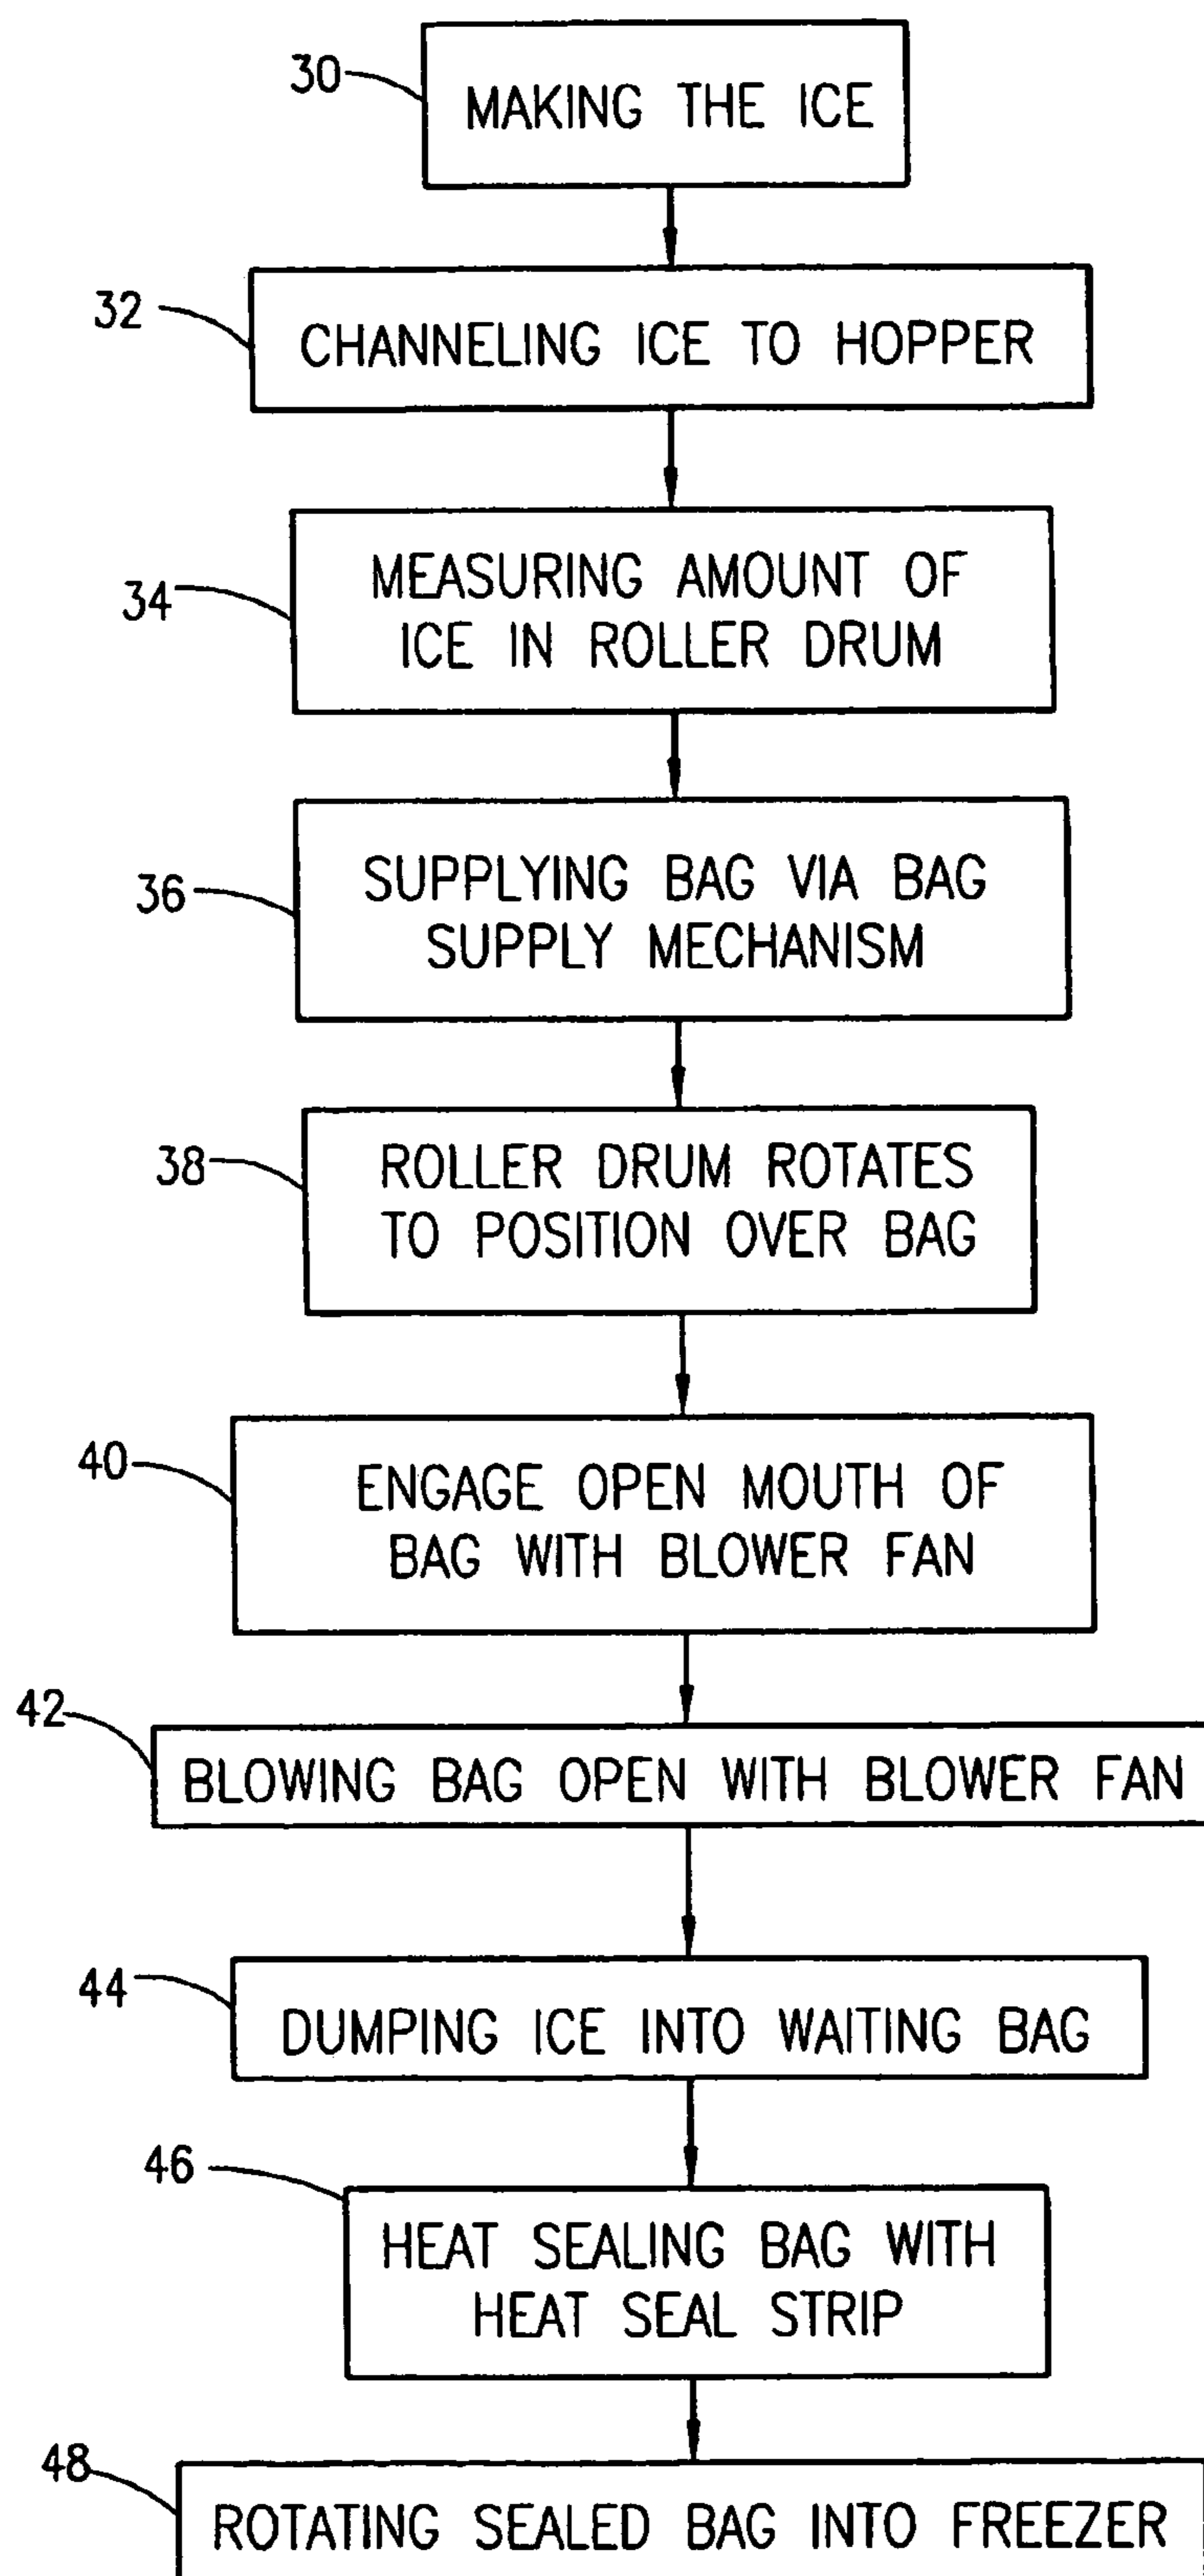 30
MAKING THE ICE
32
CHANNELING ICE TO HOPPER
34
MEASURING AMOUNT OF
ICE IN ROLLER DRUM
36
SUPPLYING BAG VIA BAG
SUPPLY MECHANISM
38
ROLLER DRUM ROTATES
TO POSITION OVER BAG
40
ENGAGE OPEN MOUTH OF
BAG WITH BLOWER FAN
42
BLOWING BAG OPEN WITH BLOWER FAN
44
DUMPING ICE INTO WAITING BAG
46
HEAT SEALING BAG WITH
HEAT SEAL STRIP
48
ROTATING SEALED BAG INTO FREEZER